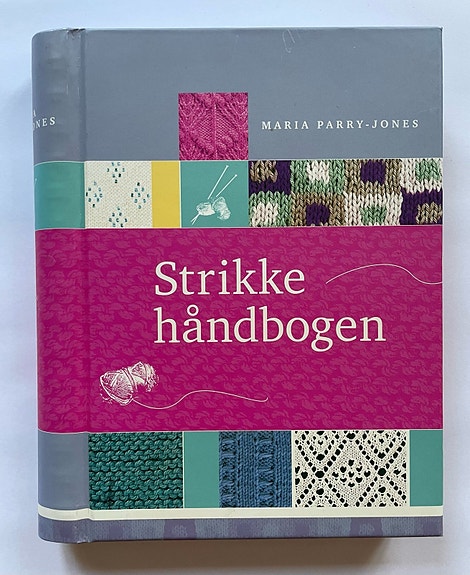 MARIA PARRY-JONES
Strikke
håndbogen